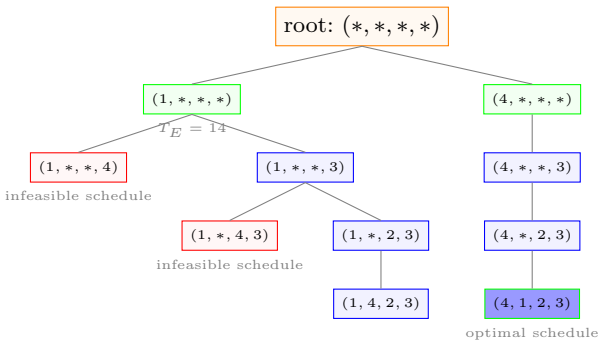 root: (∗, ∗, ∗, ∗)
(1, ∗, ∗, ∗)
(4, ∗, ∗, ∗)
T_E = 14
(1, ∗, ∗, 4)
(1, ∗, ∗, 3)
(4, ∗, ∗, 3)
infeasible schedule
(1, ∗, 4, 3)
(1, ∗, 2, 3)
(4, ∗, 2, 3)
infeasible schedule
(1, 4, 2, 3)
(4, 1, 2, 3)
optimal schedule